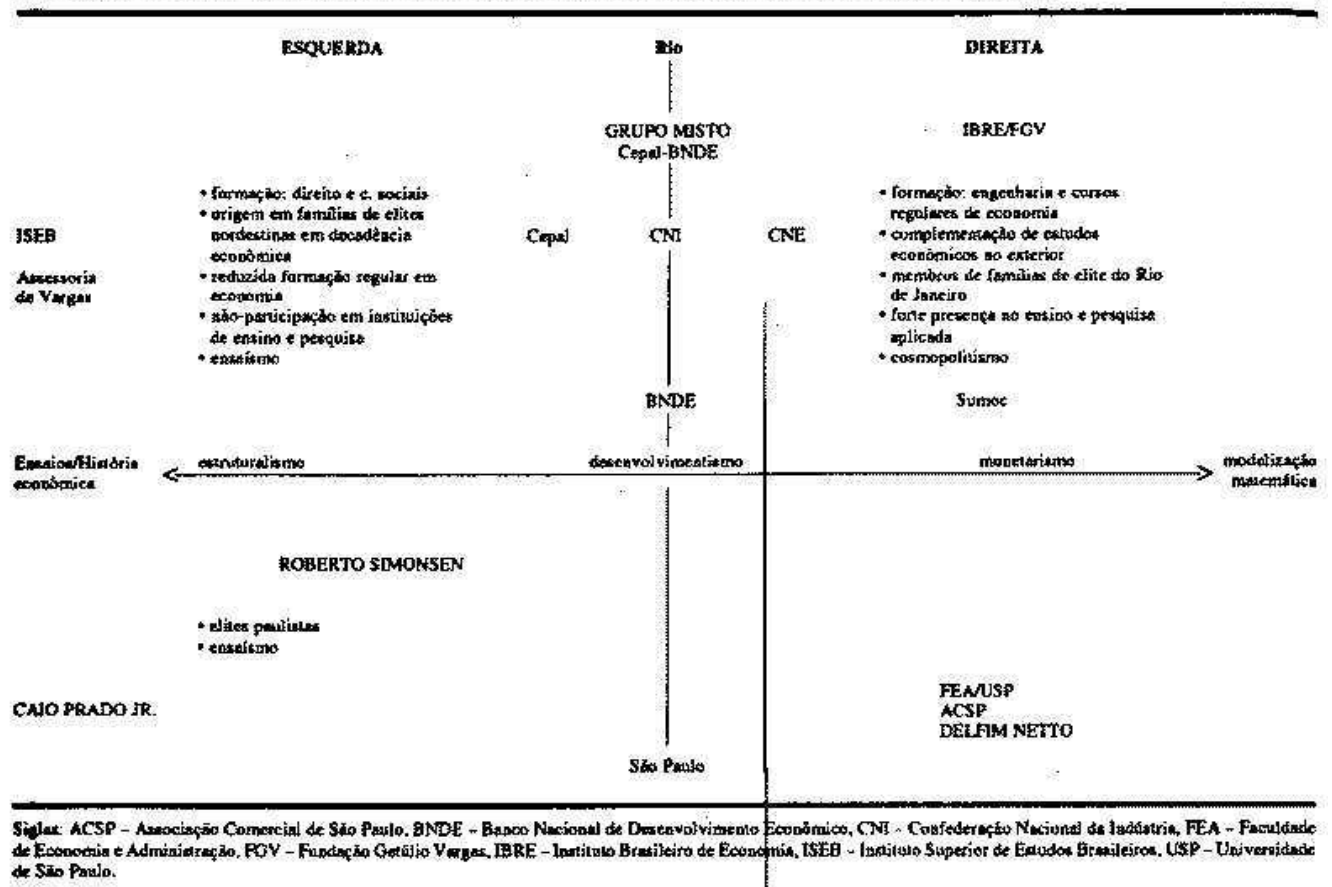 ESQUERDA Rio DIREITA
GRUPO MISTO IBRE/FGV
Cepal-BNDE
• formação: direito e c. sociais
• origem em famílias de elites
nordestinas em decadência
econômica
• reduzida formação regular em
economia
• não-participação em instituições
de ensino e pesquisa
• ensaísmo
ISEB
Assessoria
de Vargas
Cepal CNI CNE
• formação: engenharia e cursos
regulares de economia
• complementação de estudos
econômicos no exterior
• membros de famílias de elite do Rio
de Janeiro
• forte presença no ensino e pesquisa
aplicada
• cosmopolitismo
BNDE Sumoc
Ensaios/História
econômica
estruturalismo desenvolvimentismo monetarismo
modelização
matemática
ROBERTO SIMONSEN
• elites paulistas
• ensaísmo
CAIO PRADO JR.
FEA/USP
ACSP
DELFIM NETTO
São Paulo
Siglas: ACSP – Associação Comercial de São Paulo, BNDE – Banco Nacional de Desenvolvimento Econômico, CNI – Confederação Nacional da Indústria, FEA – Faculdade
de Economia e Administração, FGV – Fundação Getúlio Vargas, IBRE – Instituto Brasileiro de Economia, ISEB – Instituto Superior de Estudos Brasileiros, USP – Universidade
de São Paulo.